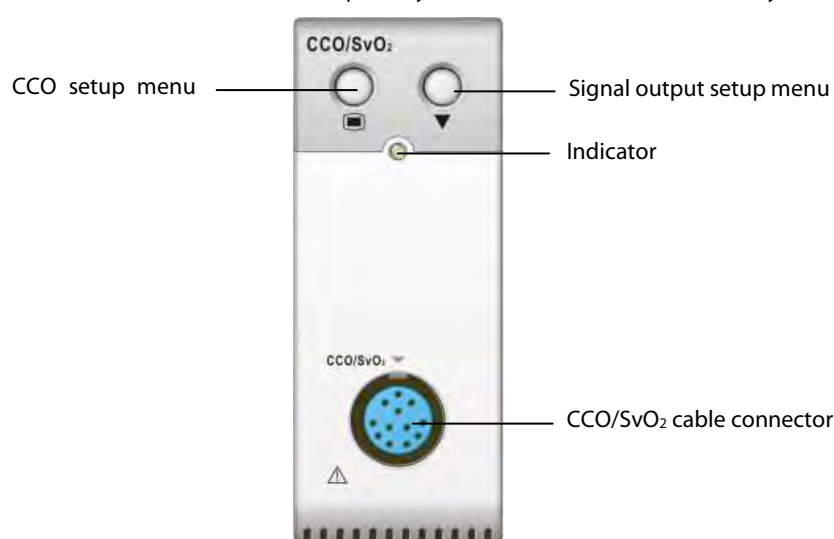 CCO/SvO₂
CCO setup menu
Signal output setup menu
Indicator
CCO/SvO₂
CCO/SvO₂ cable connector